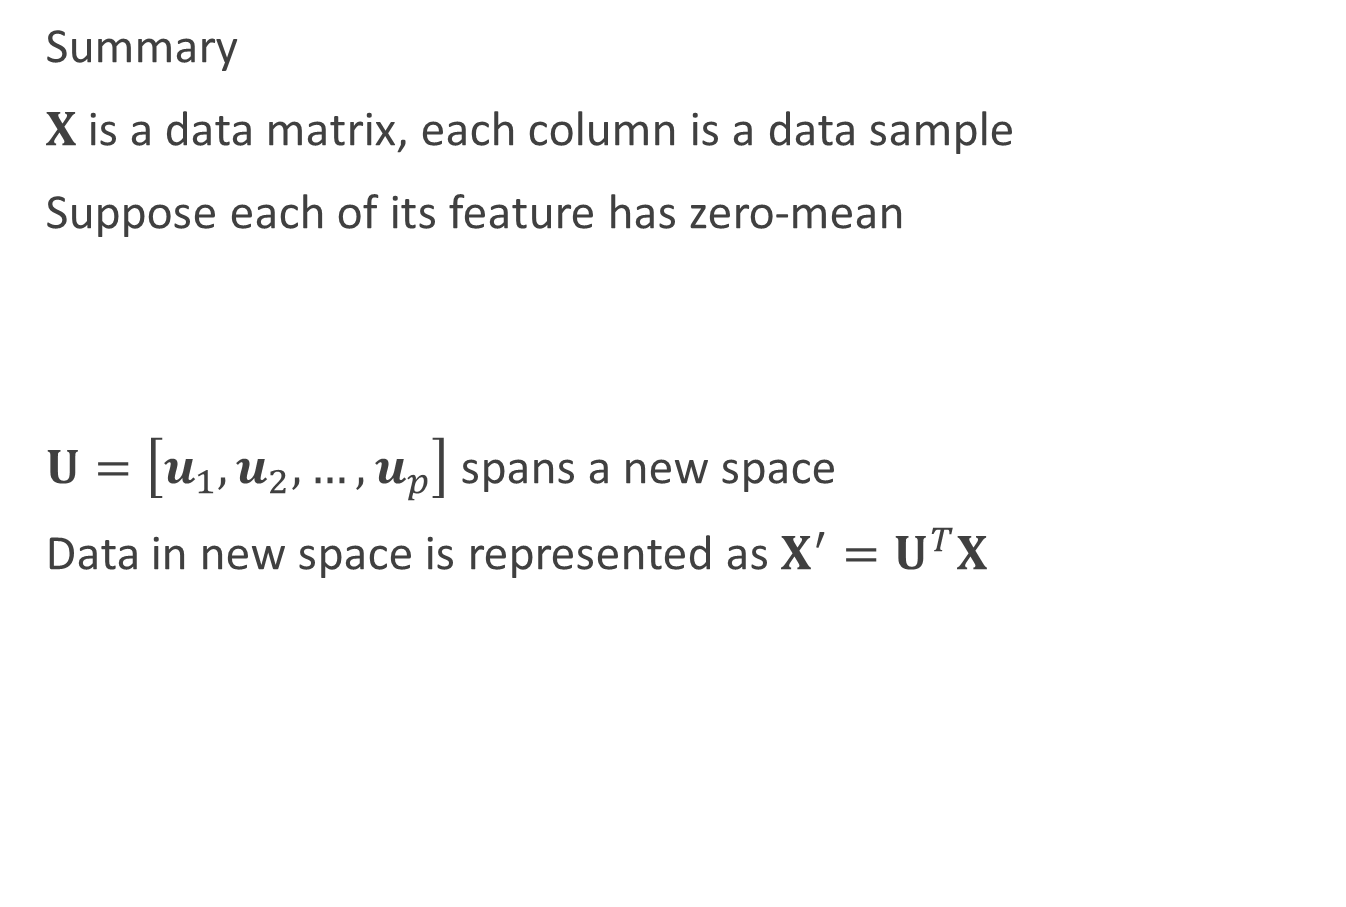 Summary
X is a data matrix, each column is a data sample
Suppose each of its feature has zero-mean
U = [u₁, u₂, … , uₚ] spans a new space
Data in new space is represented as X′ = UᵀX